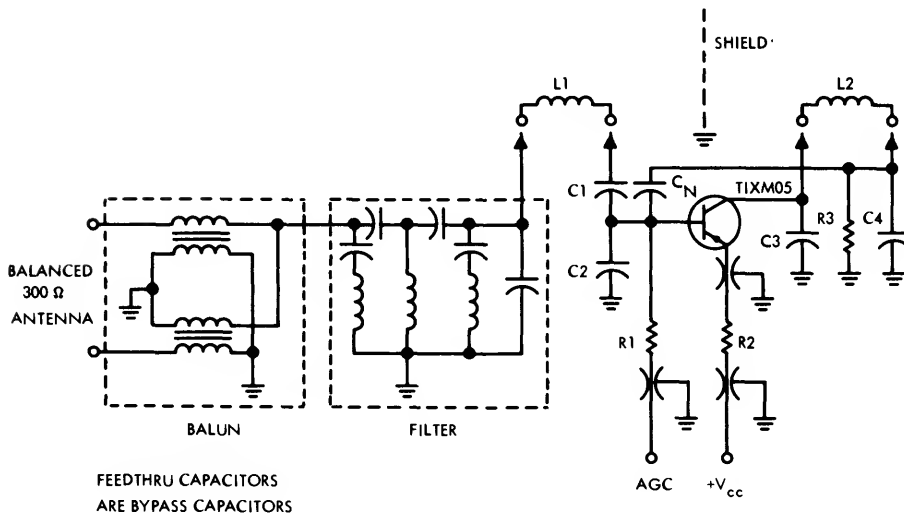 SHIELD
L1
L2
C1
C_N
TIXM05
R3
C4
C3
C2
BALANCED
300 Ω
ANTENNA
R1
R2
BALUN
FILTER
AGC
+V_cc
FEEDTHRU CAPACITORS
ARE BYPASS CAPACITORS